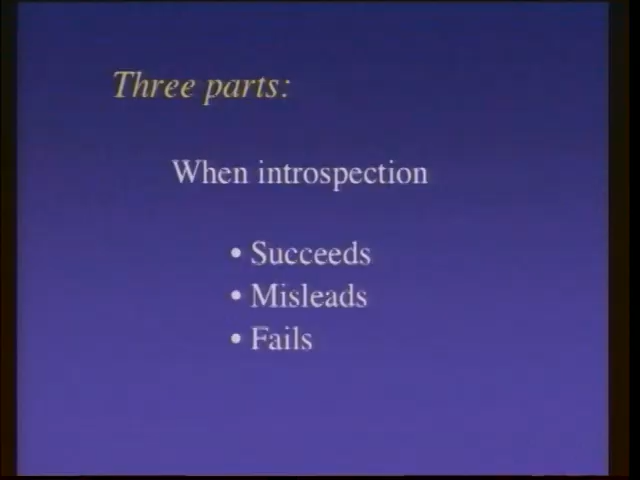 Three parts:
When introspection
• Succeeds
• Misleads
• Fails